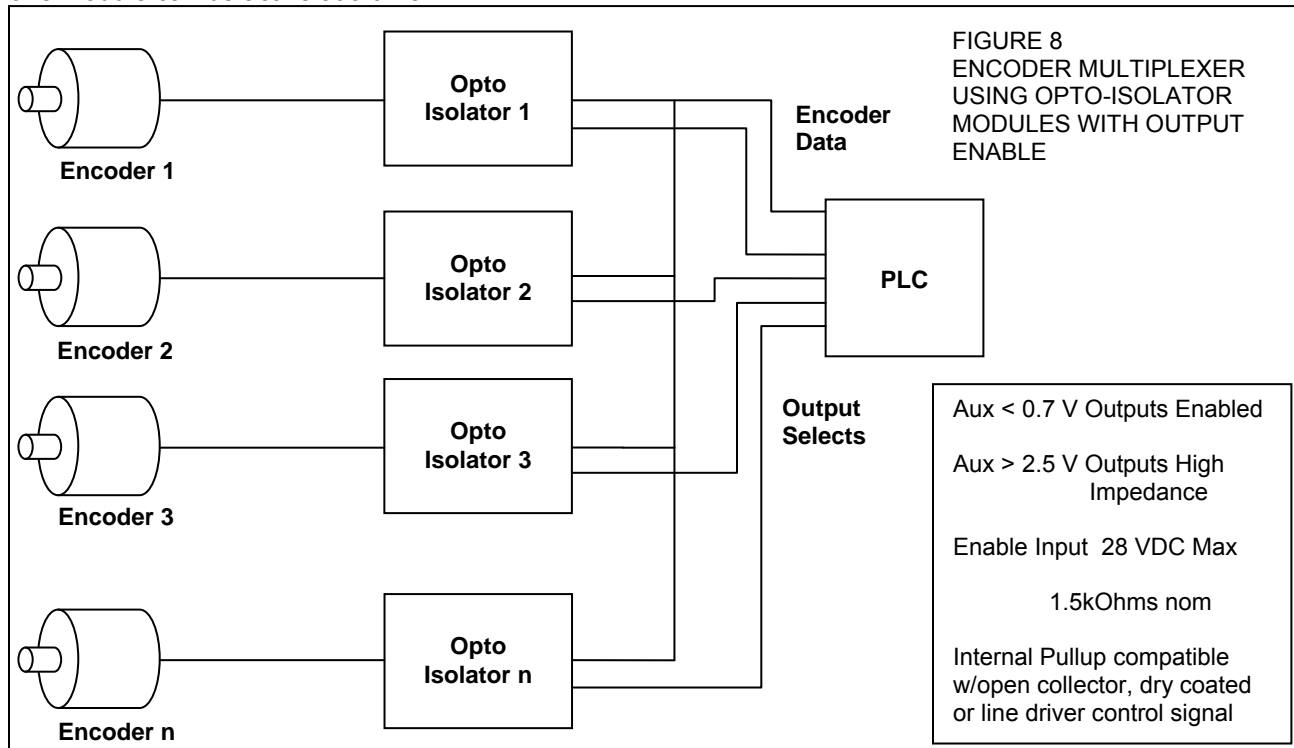 FIGURE 8
ENCODER MULTIPLEXER
USING OPTO-ISOLATOR
MODULES WITH OUTPUT
ENABLE
Opto
Isolator 1
Encoder 1
Encoder
Data
Opto
Isolator 2
Encoder 2
PLC
Opto
Isolator 3
Encoder 3
Output
Selects
Opto
Isolator n
Encoder n
Aux < 0.7 V Outputs Enabled
Aux > 2.5 V Outputs High
Impedance
Enable Input 28 VDC Max
1.5kOhms nom
Internal Pullup compatible
w/open collector, dry coated
or line driver control signal